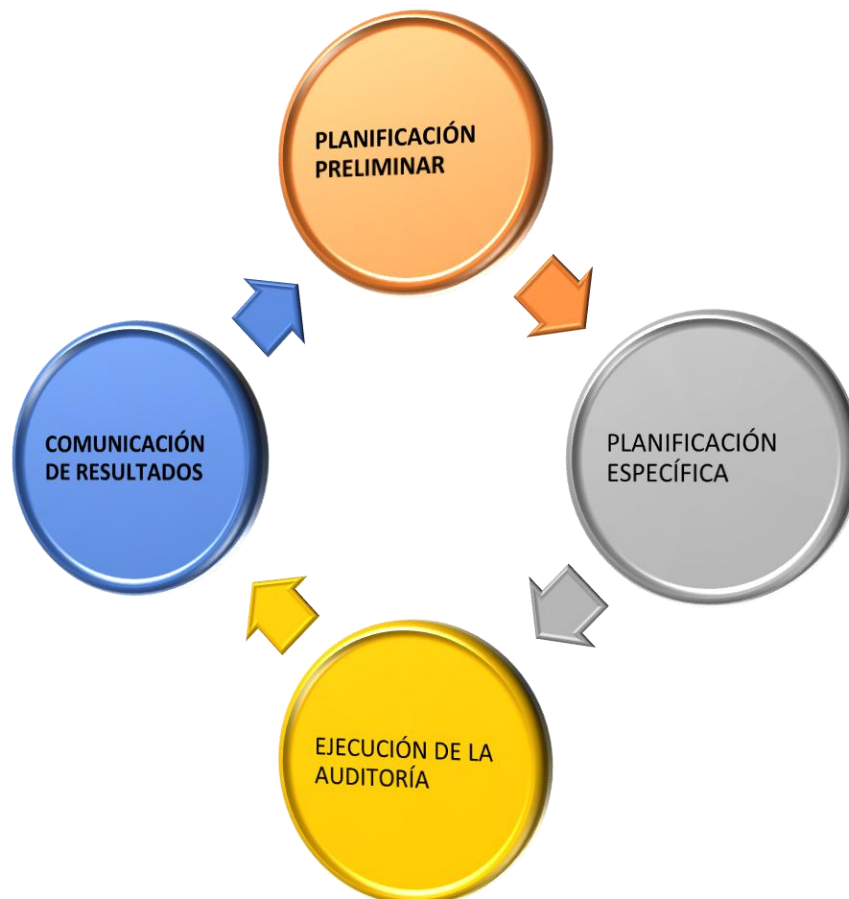 PLANIFICACIÓN
PRELIMINAR
PLANIFICACIÓN
ESPECÍFICA
EJECUCIÓN DE LA
AUDITORÍA
COMUNICACIÓN
DE RESULTADOS